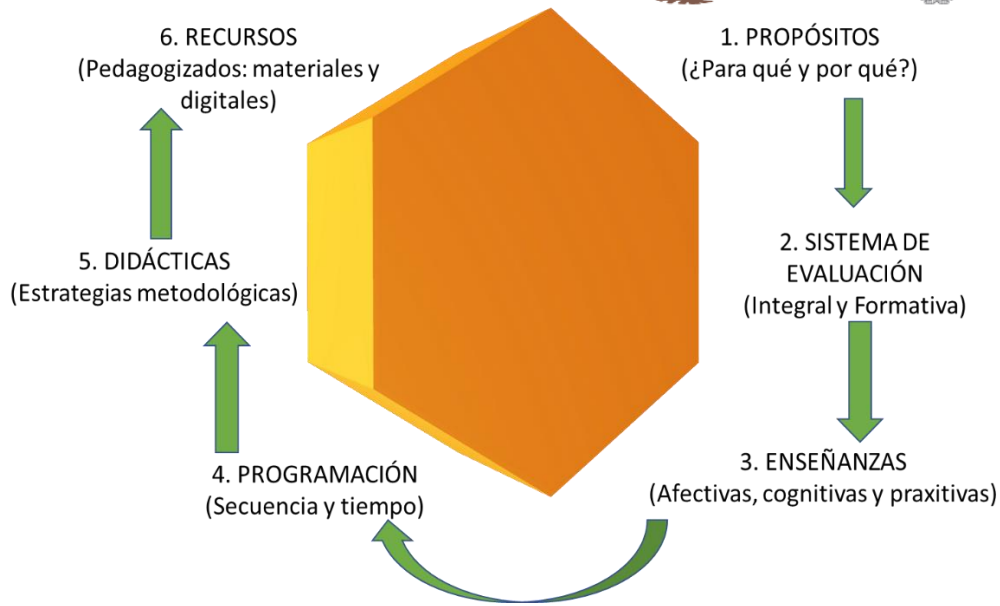 1. PROPÓSITOS
(¿Para qué y por qué?)
2. SISTEMA DE
EVALUACIÓN
(Integral y Formativa)
3. ENSEÑANZAS
(Afectivas, cognitivas y praxitivas)
4. PROGRAMACIÓN
(Secuencia y tiempo)
5. DIDÁCTICAS
(Estrategias metodológicas)
6. RECURSOS
(Pedagogizados: materiales y
digitales)